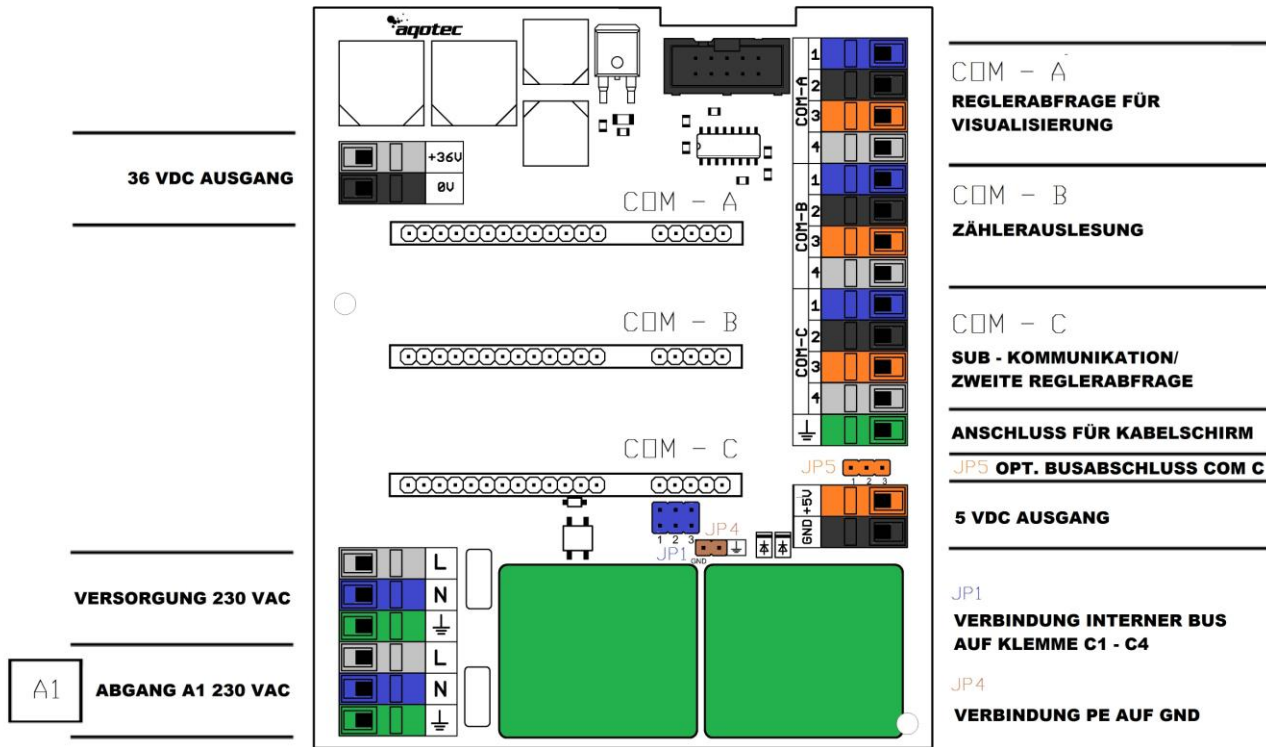 aqotec
36 VDC AUSGANG
+36V
0V
COM - A
COM - B
COM - C
COM-A
1
2
3
4
COM-B
1
2
3
4
COM-C
1
2
3
4
JP5
1 2 3
+5V
GND
1 2 3
JP1
JP4
GND
L
N
L
N
VERSORGUNG 230 VAC
A1
ABGANG A1 230 VAC
COM - A
REGLERABFRAGE FÜR
VISUALISIERUNG
COM - B
ZÄHLERAUSLESUNG
COM - C
SUB - KOMMUNIKATION/
ZWEITE REGLERABFRAGE
ANSCHLUSS FÜR KABELSCHIRM
JP5 OPT. BUSABSCHLUSS COM C
5 VDC AUSGANG
JP1
VERBINDUNG INTERNER BUS
AUF KLEMME C1 - C4
JP4
VERBINDUNG PE AUF GND